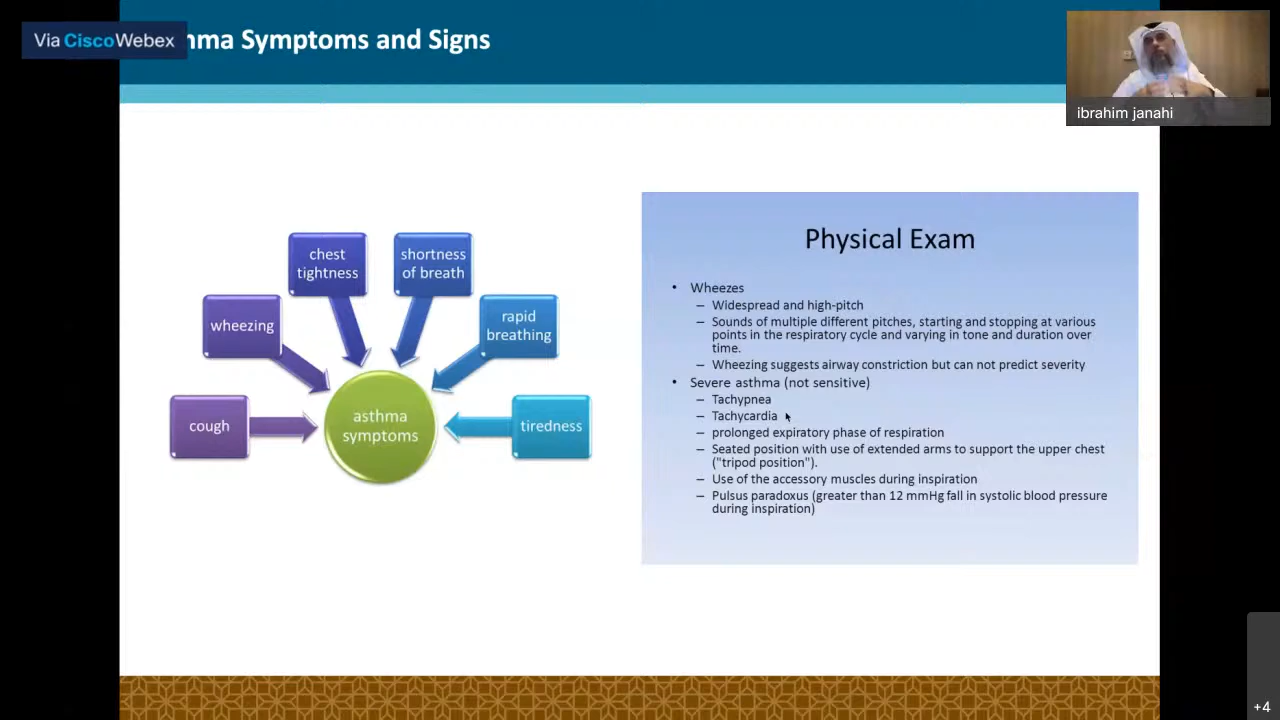 Via CiscoWebex
hma Symptoms and Signs
ibrahim janahi
chest
tightness
shortness
of breath
wheezing
rapid
breathing
cough
asthma
symptoms
tiredness
Physical Exam
• Wheezes
– Widespread and high-pitch
– Sounds of multiple different pitches, starting and stopping at various
points in the respiratory cycle and varying in tone and duration over
time.
– Wheezing suggests airway constriction but can not predict severity
• Severe asthma (not sensitive)
– Tachypnea
– Tachycardia
– prolonged expiratory phase of respiration
– Seated position with use of extended arms to support the upper chest
("tripod position").
– Use of the accessory muscles during inspiration
– Pulsus paradoxus (greater than 12 mmHg fall in systolic blood pressure
during inspiration)
+4